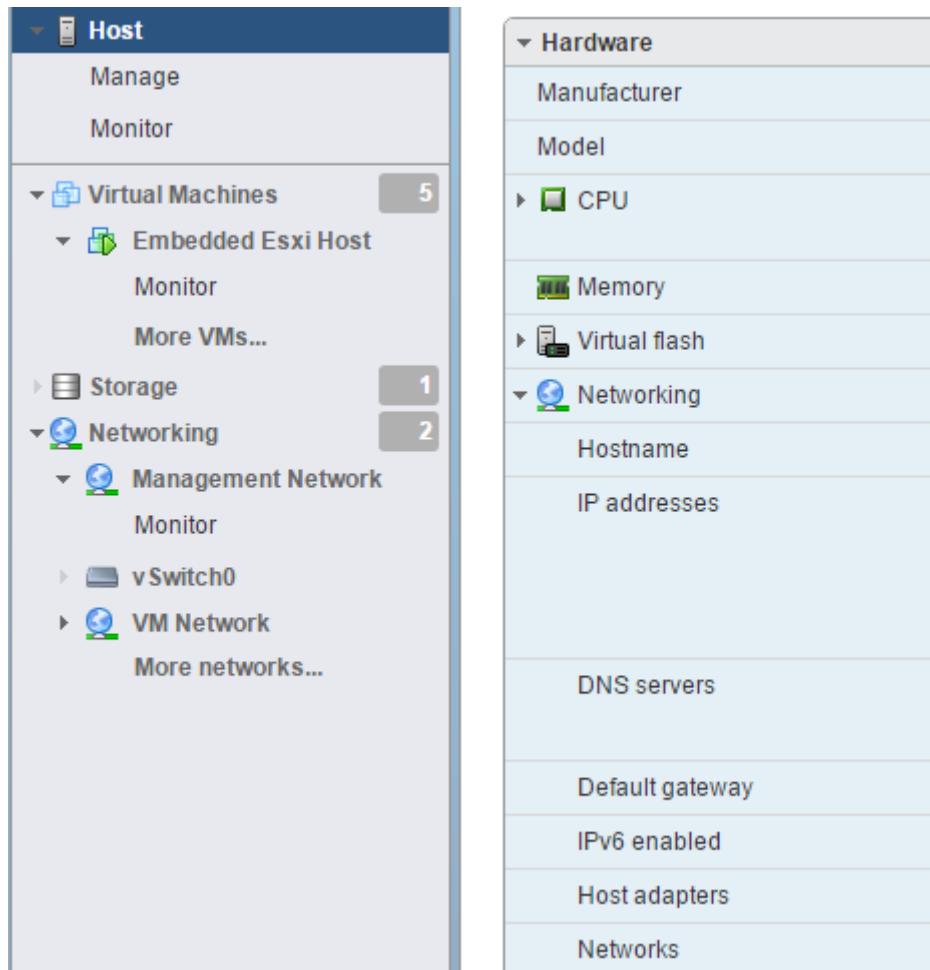 Host
Manage
Monitor
Virtual Machines 5
Embedded Esxi Host
Monitor
More VMs...
Storage 1
Networking 2
Management Network
Monitor
vSwitch0
VM Network
More networks...
Hardware
Manufacturer
Model
CPU
Memory
Virtual flash
Networking
Hostname
IP addresses
DNS servers
Default gateway
IPv6 enabled
Host adapters
Networks